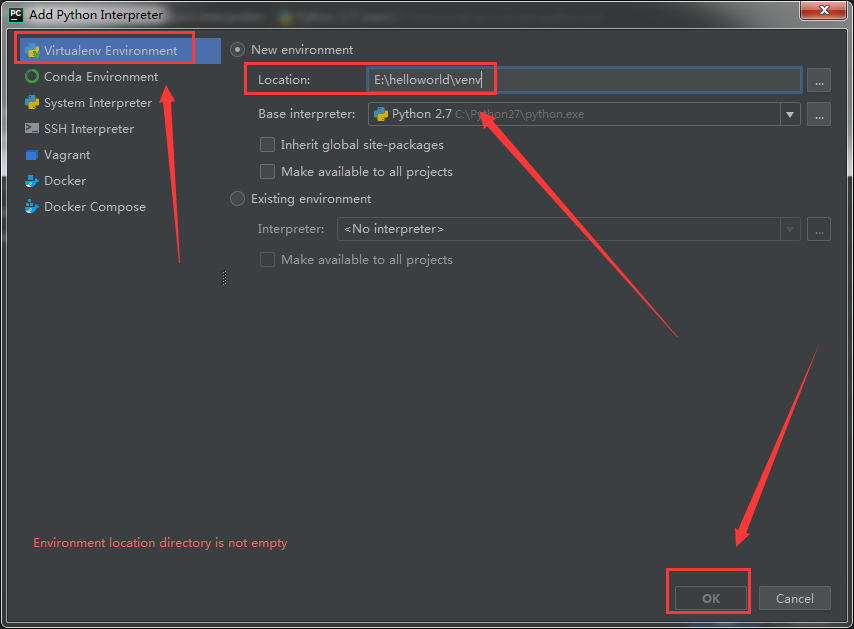 PC Add Python Interpreter
Virtualenv Environment
Conda Environment
System Interpreter
SSH Interpreter
Vagrant
Docker
Docker Compose
New environment
Location: E:\helloworld\venv ...
Base interpreter: Python 2.7 C:\Python27\python.exe ...
Inherit global site-packages
Make available to all projects
Existing environment
Interpreter: <No interpreter> ...
Make available to all projects
Environment location directory is not empty
OK Cancel